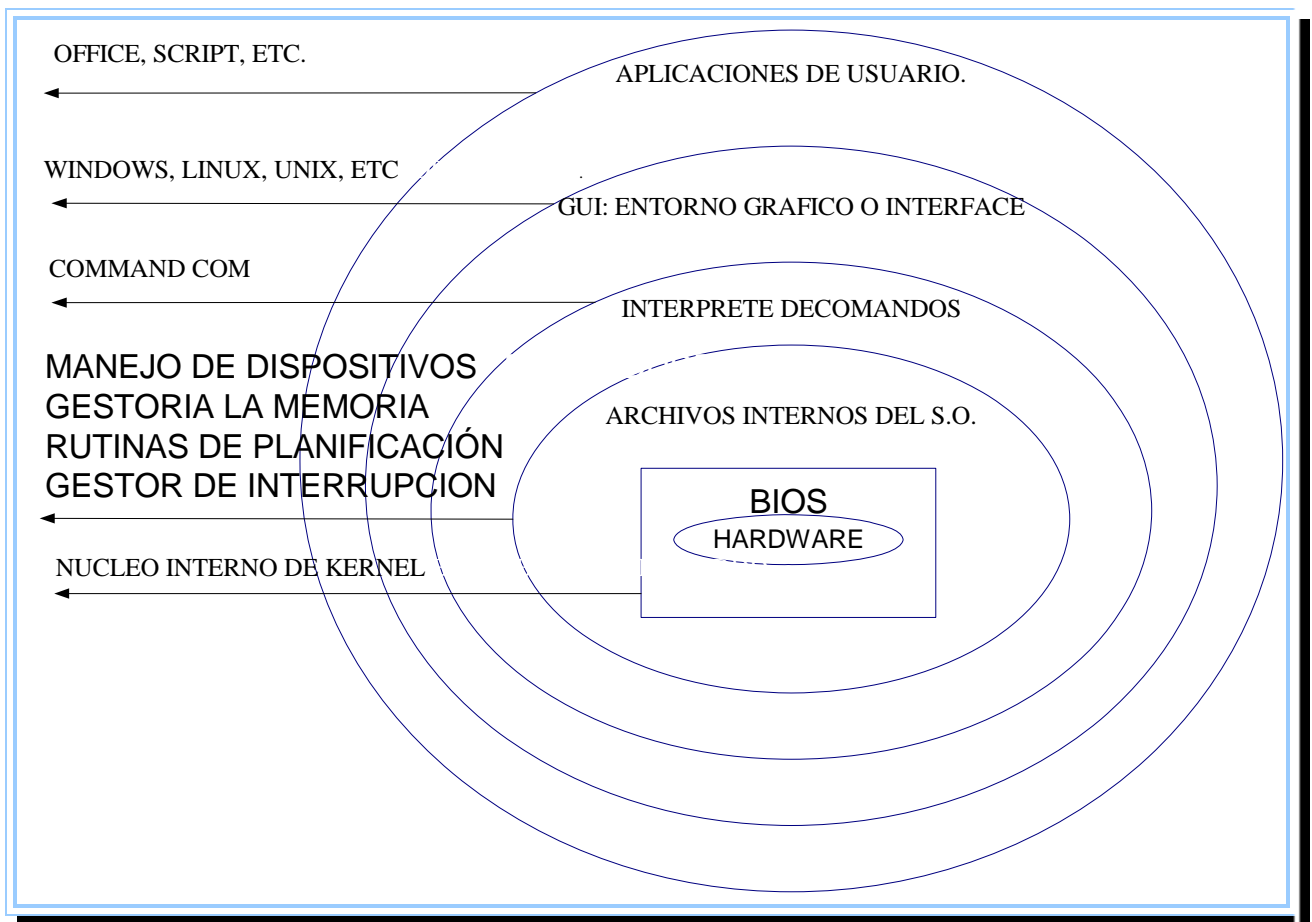 OFFICE, SCRIPT, ETC.
APLICACIONES DE USUARIO.
WINDOWS, LINUX, UNIX, ETC
GUI: ENTORNO GRAFICO O INTERFACE
COMMAND COM
INTERPRETE DECOMANDOS
MANEJO DE DISPOSITIVOS
GESTORIA LA MEMORIA
RUTINAS DE PLANIFICACIÓN
GESTOR DE INTERRUPCION
ARCHIVOS INTERNOS DEL S.O.
BIOS
HARDWARE
NUCLEO INTERNO DE KERNEL